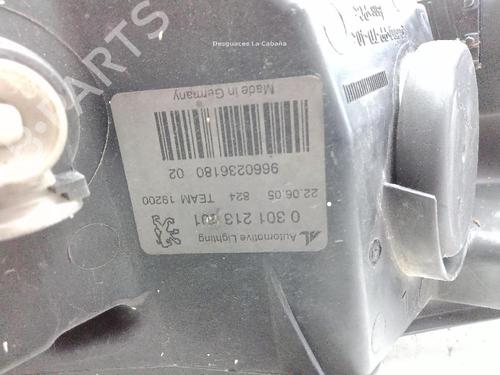 Automotive Lighting
0 301 213 201
22.06.05 824 TEAM 19200
9660236180 02
Made in Germany
Desguaces La Cabaña
PARTS